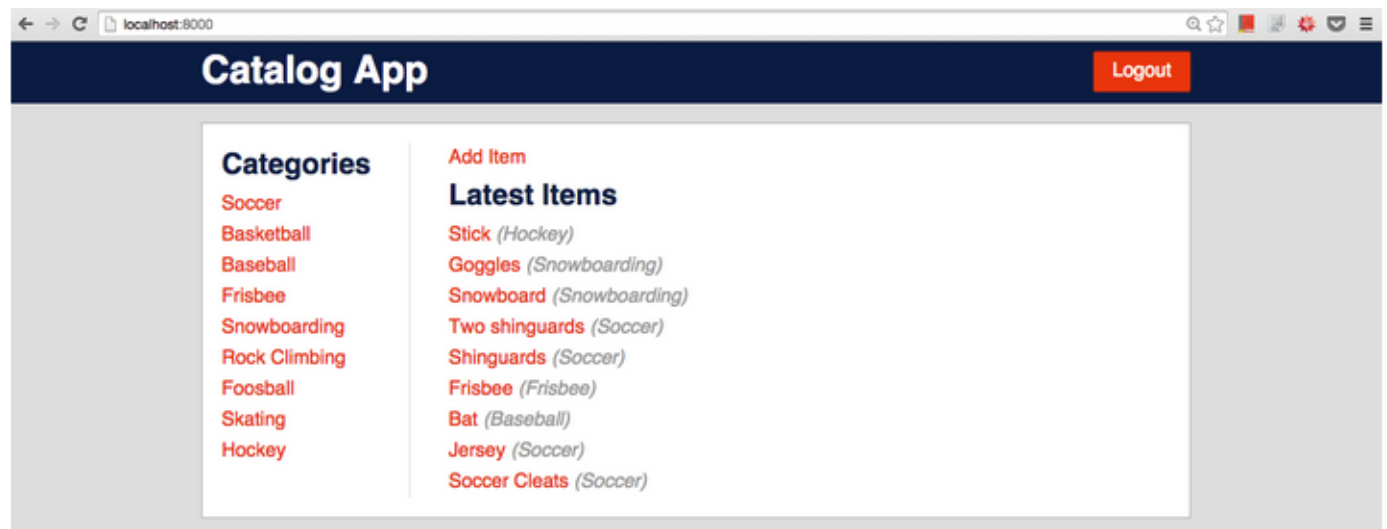 localhost:8000
Catalog App
Logout
Categories
Soccer
Basketball
Baseball
Frisbee
Snowboarding
Rock Climbing
Foosball
Skating
Hockey
Add Item
Latest Items
Stick (Hockey)
Goggles (Snowboarding)
Snowboard (Snowboarding)
Two shinguards (Soccer)
Shinguards (Soccer)
Frisbee (Frisbee)
Bat (Baseball)
Jersey (Soccer)
Soccer Cleats (Soccer)